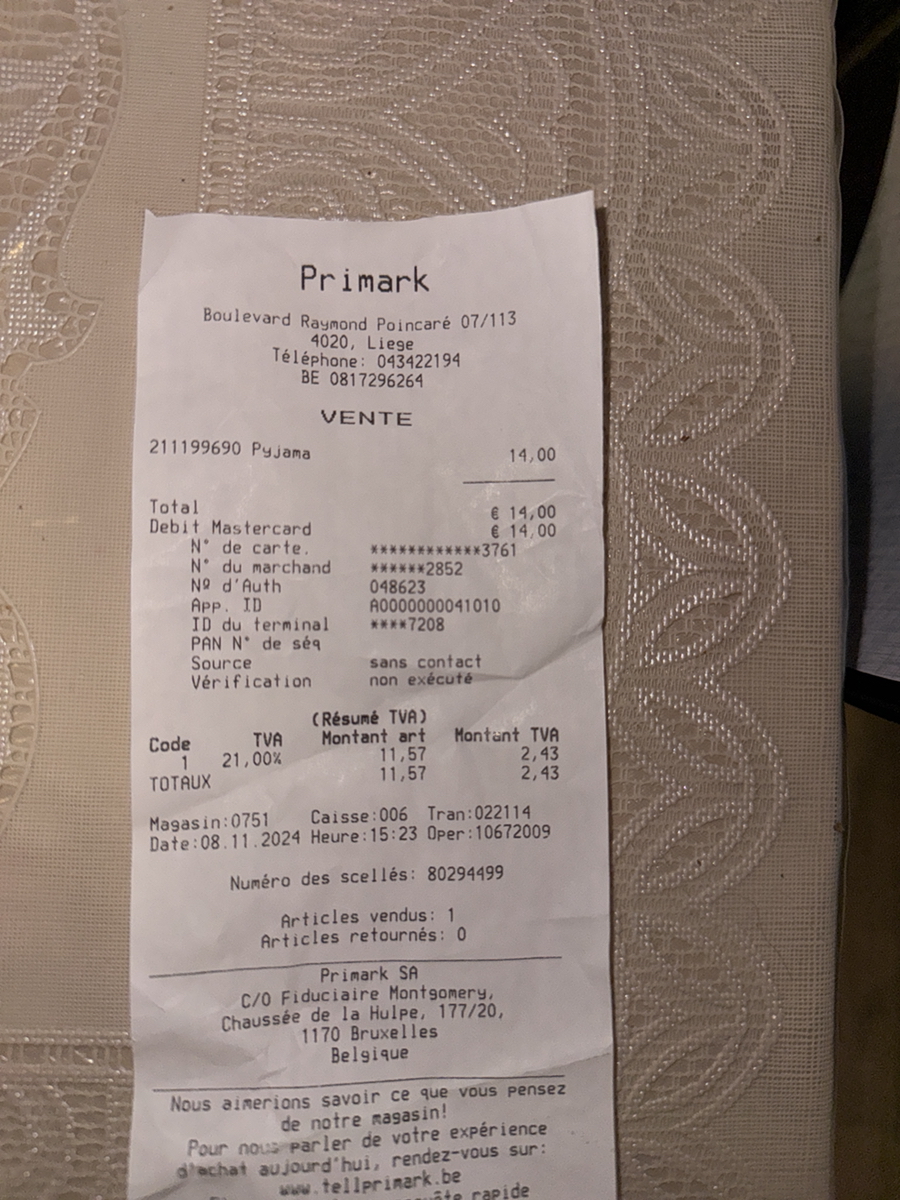 Primark
Boulevard Raymond Poincaré 07/113
4020, Liege
Téléphone: 043422194
BE 0817296264
VENTE
211199690 Pyjama 14,00
Total € 14,00
Debit Mastercard € 14,00
N° de carte. ************3761
N° du marchand ******2852
Nº d'Auth 048623
App. ID A0000000041010
ID du terminal ****7208
PAN N° de séq
Source sans contact
Vérification non exécuté
(Résumé TVA)
Code TVA Montant art Montant TVA
1 21,00% 11,57 2,43
TOTAUX 11,57 2,43
Magasin:0751 Caisse:006 Tran:022114
Date:08.11.2024 Heure:15:23 Oper:10672009
Numéro des scellés: 80294499
Articles vendus: 1
Articles retournés: 0
Primark SA
C/O Fiduciaire Montgomery,
Chaussée de la Hulpe, 177/20,
1170 Bruxelles
Belgique
Nous aimerions savoir ce que vous pensez
de notre magasin!
Pour nous parler de votre expérience
d'achat aujourd'hui, rendez-vous sur:
www.tellprimark.be
rapide